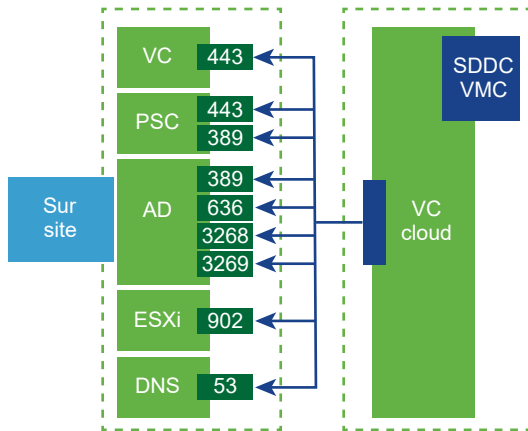 VC
443
PSC
443
389
AD
389
636
3268
3269
ESXi
902
DNS
53
Sur
site
SDDC
VMC
VC
cloud